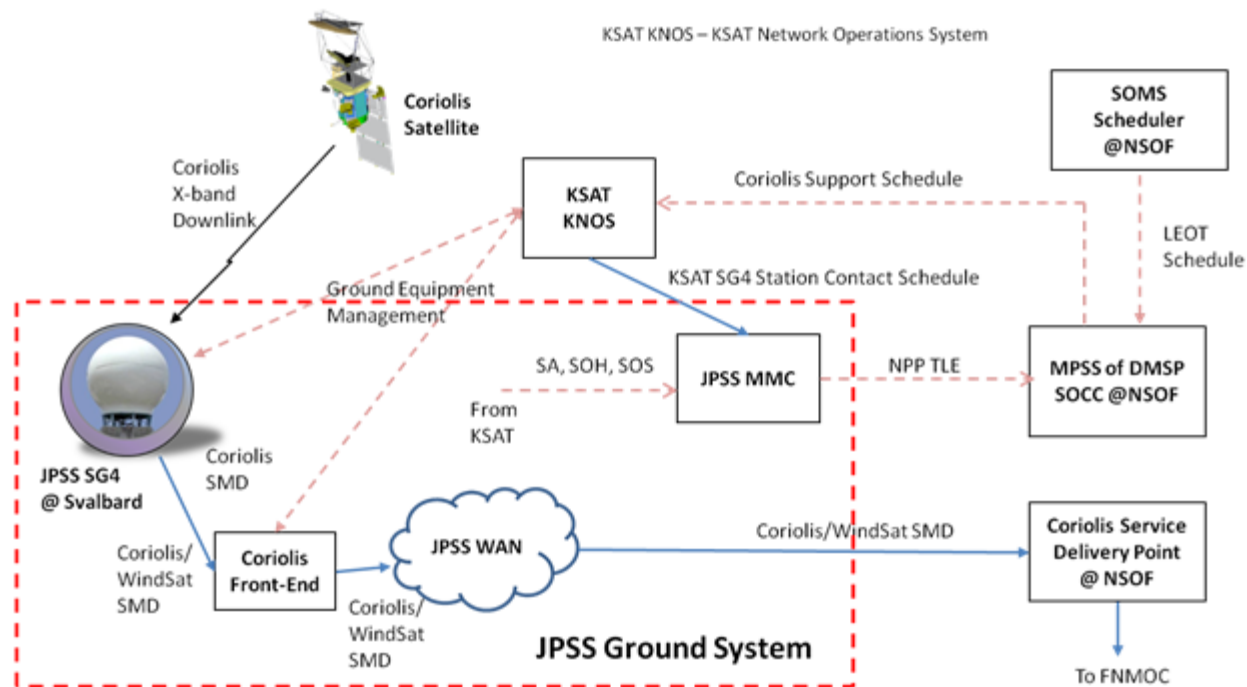 KSAT KNOS – KSAT Network Operations System
Coriolis
Satellite
SOMS
Scheduler
@NSOF
Coriolis
X-band
Downlink
KSAT
KNOS
Coriolis Support Schedule
LEOT
Schedule
KSAT SG4 Station Contact Schedule
Ground Equipment
Management
SA, SOH, SOS
From
KSAT
JPSS MMC
NPP TLE
MPSS of DMSP
SOCC @NSOF
JPSS SG4
@ Svalbard
Coriolis
SMD
Coriolis/
WindSat
SMD
Coriolis
Front-End
JPSS WAN
Coriolis/
WindSat
SMD
Coriolis/WindSat SMD
Coriolis Service
Delivery Point
@ NSOF
JPSS Ground System
To FNMOC